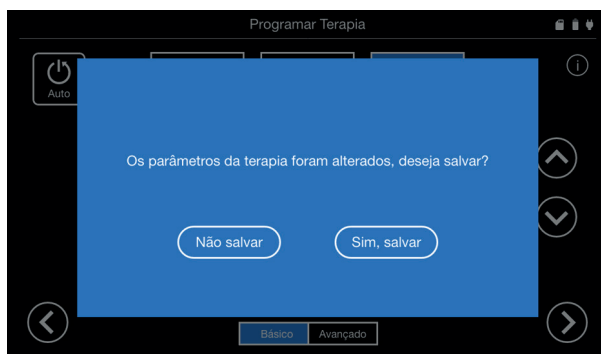 Programar Terapia
Auto
i
Os parâmetros da terapia foram alterados, deseja salvar?
Não salvar
Sim, salvar
Básico
Avançado